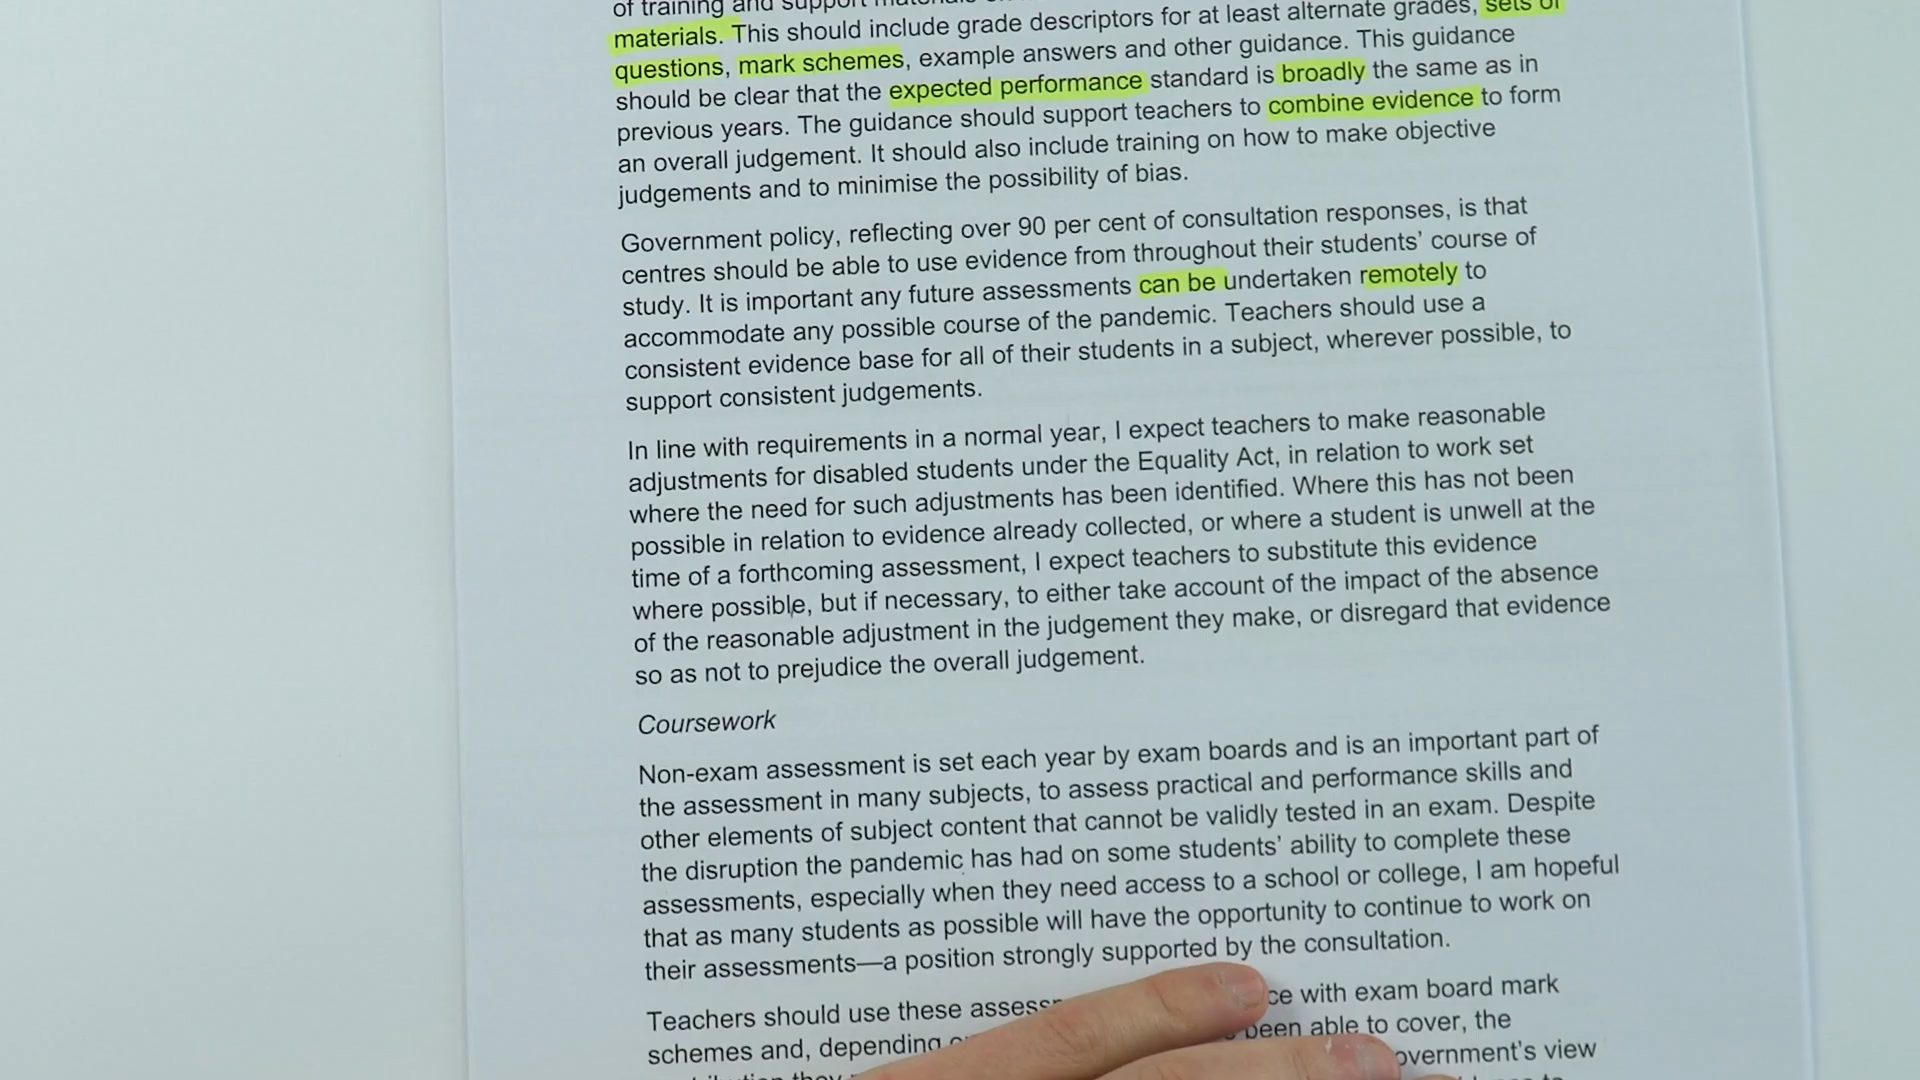 of training and support
materials. This should include grade descriptors for at least alternate grades, sets of
questions, mark schemes, example answers and other guidance. This guidance
should be clear that the expected performance standard is broadly the same as in
previous years. The guidance should support teachers to combine evidence to form
an overall judgement. It should also include training on how to make objective
judgements and to minimise the possibility of bias.
Government policy, reflecting over 90 per cent of consultation responses, is that
centres should be able to use evidence from throughout their students’ course of
study. It is important any future assessments can be undertaken remotely to
accommodate any possible course of the pandemic. Teachers should use a
consistent evidence base for all of their students in a subject, wherever possible, to
support consistent judgements.
In line with requirements in a normal year, I expect teachers to make reasonable
adjustments for disabled students under the Equality Act, in relation to work set
where the need for such adjustments has been identified. Where this has not been
possible in relation to evidence already collected, or where a student is unwell at the
time of a forthcoming assessment, I expect teachers to substitute this evidence
where possible, but if necessary, to either take account of the impact of the absence
of the reasonable adjustment in the judgement they make, or disregard that evidence
so as not to prejudice the overall judgement.
Coursework
Non-exam assessment is set each year by exam boards and is an important part of
the assessment in many subjects, to assess practical and performance skills and
other elements of subject content that cannot be validly tested in an exam. Despite
the disruption the pandemic has had on some students’ ability to complete these
assessments, especially when they need access to a school or college, I am hopeful
that as many students as possible will have the opportunity to continue to work on
their assessments—a position strongly supported by the consultation.
Teachers should use these with exam board mark
schemes and, depending been able to cover, the
view